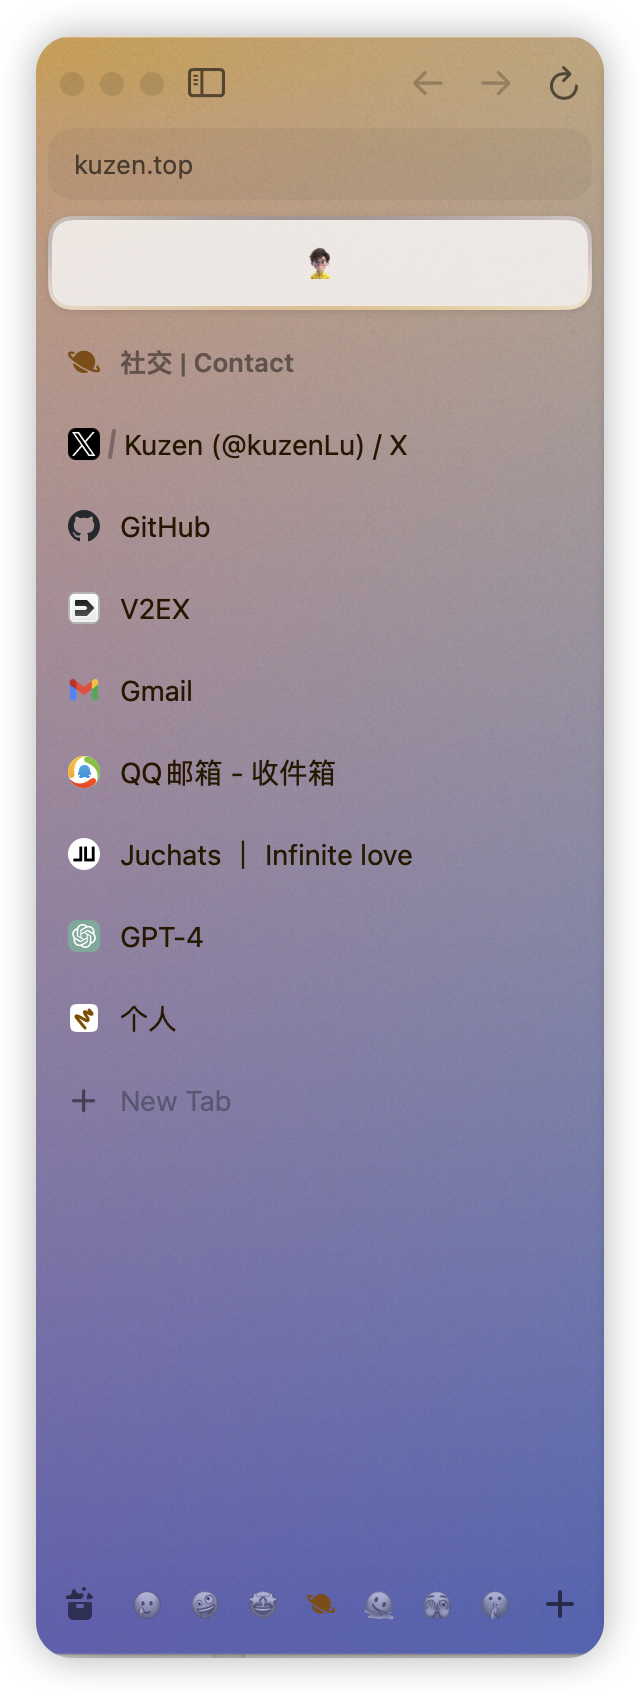 kuzen.top
社交 | Contact
/ Kuzen (@kuzenLu) / X
GitHub
V2EX
Gmail
QQ邮箱 - 收件箱
Juchats ｜ Infinite love
GPT-4
个人
New Tab